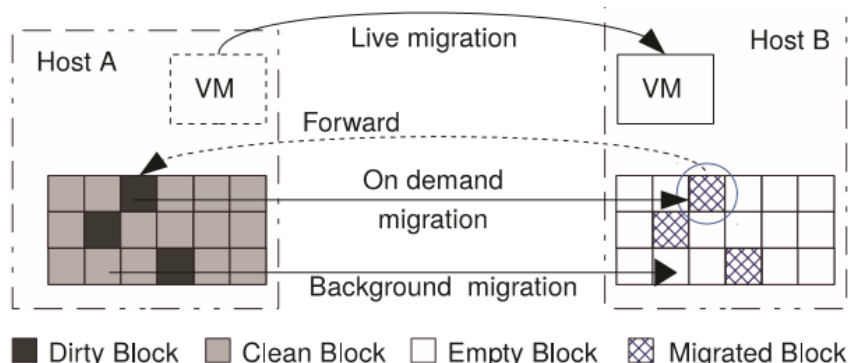 Live migration
Host A
Host B
VM
VM
Forward
On demand
migration
Background migration
Dirty Block
Clean Block
Empty Block
Migrated Block